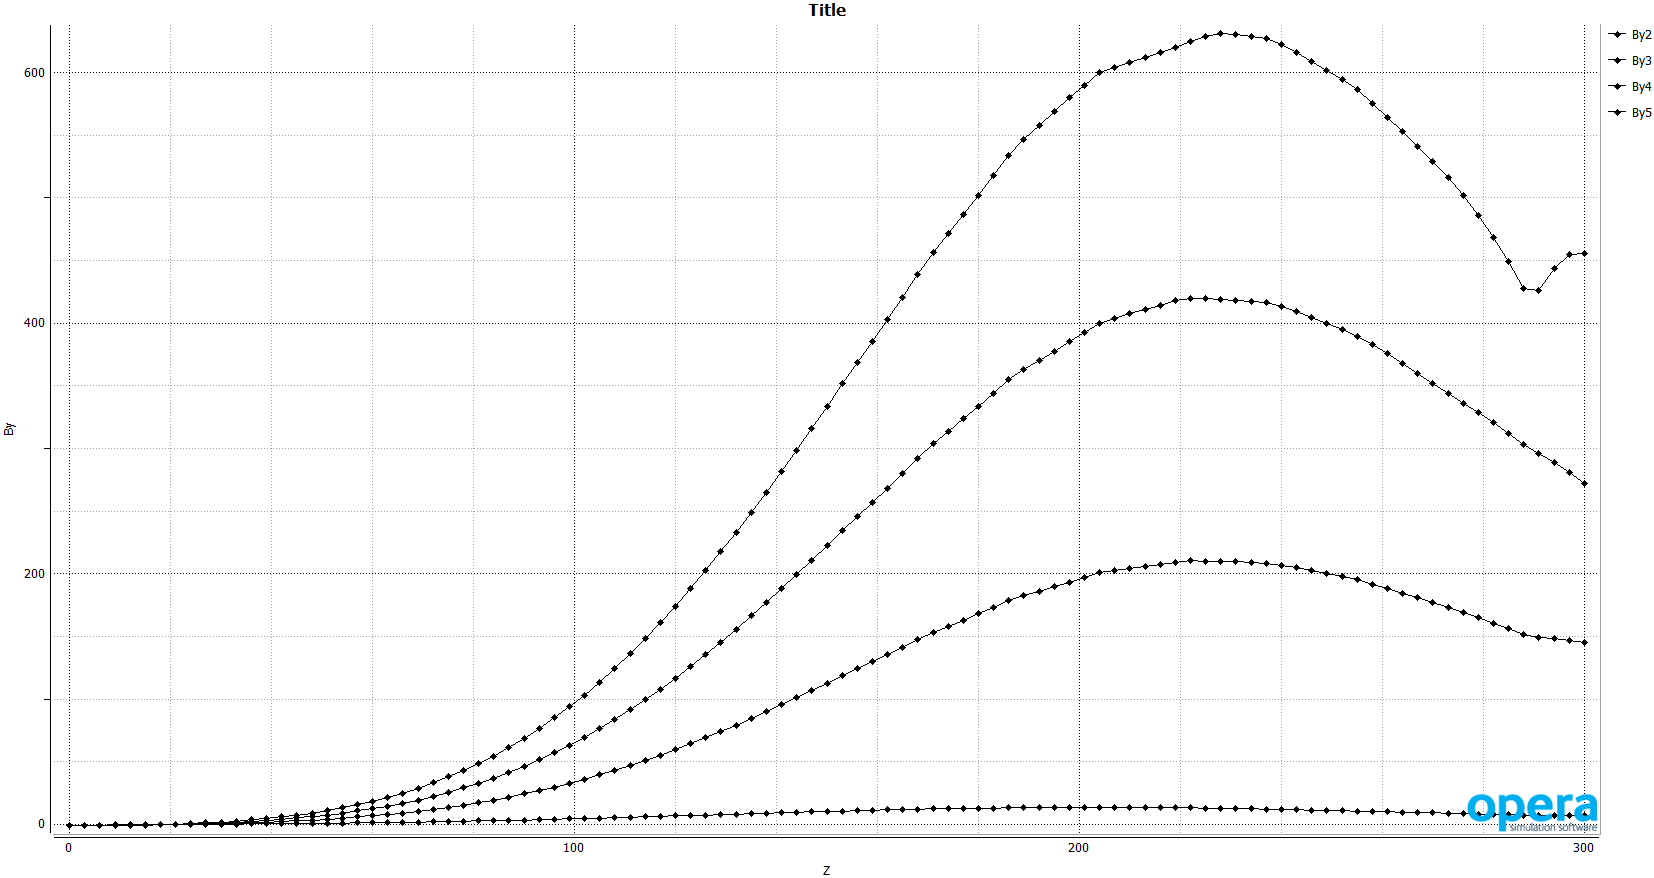 Title
By2
By3
By4
By5
600
400
200
0
By
0
100
200
300
Z
opera
simulation software